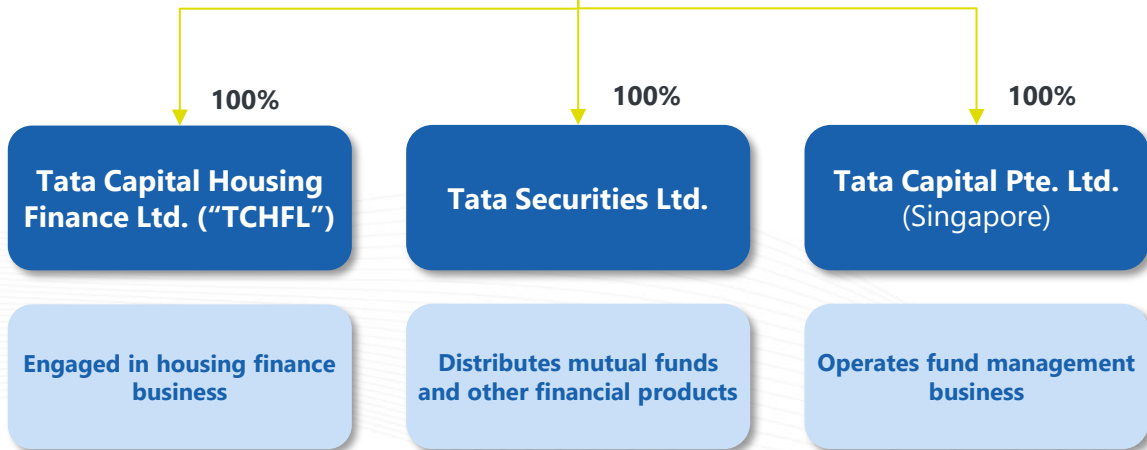 100%
100%
100%
Tata Capital Housing
Finance Ltd. (“TCHFL”)
Tata Securities Ltd.
Tata Capital Pte. Ltd.
(Singapore)
Engaged in housing finance
business
Distributes mutual funds
and other financial products
Operates fund management
business